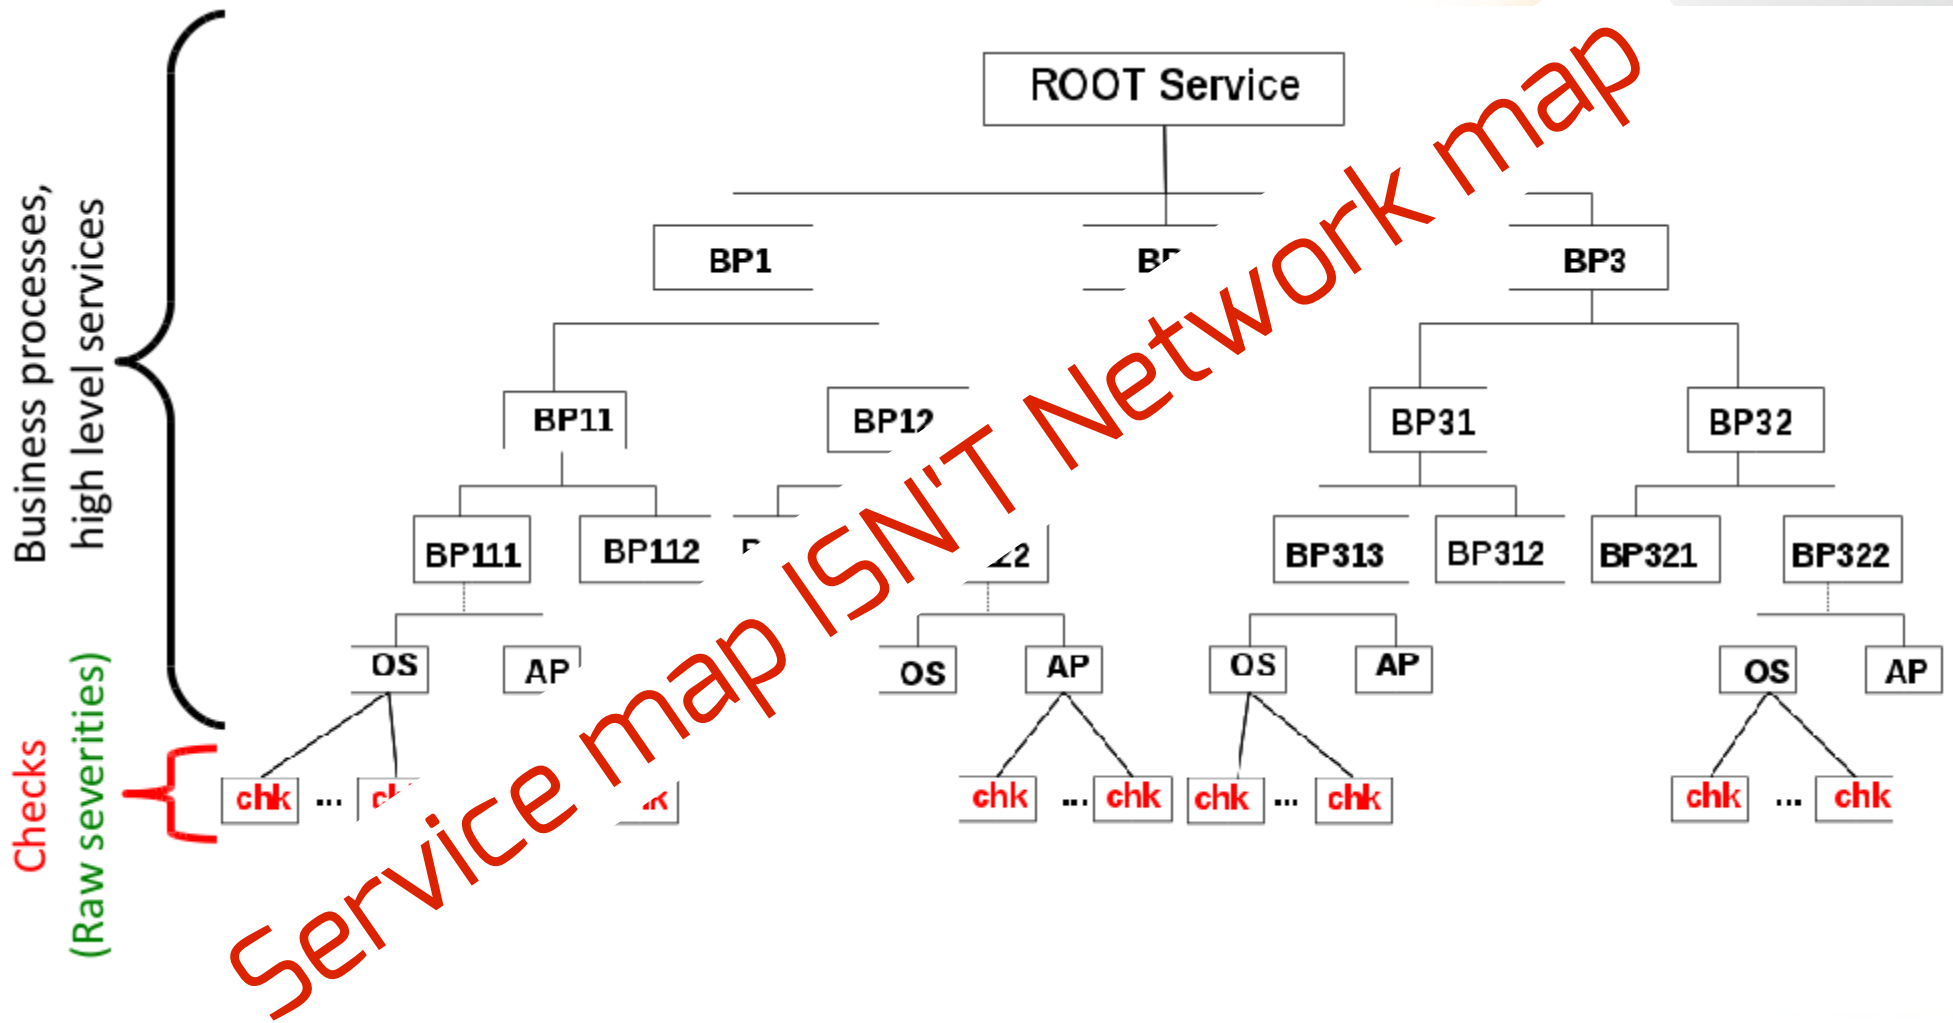 ROOT Service
BP1
BP3
BP11
BP12
BP31
BP32
BP111
BP112
BP313
BP312
BP321
BP322
OS
AP
OS
AP
OS
AP
OS
AP
chk
...
chk
...
chk
chk
...
chk
chk
...
chk
Business processes,
high level services
Checks
(Raw severities)
Service map ISN'T Network map